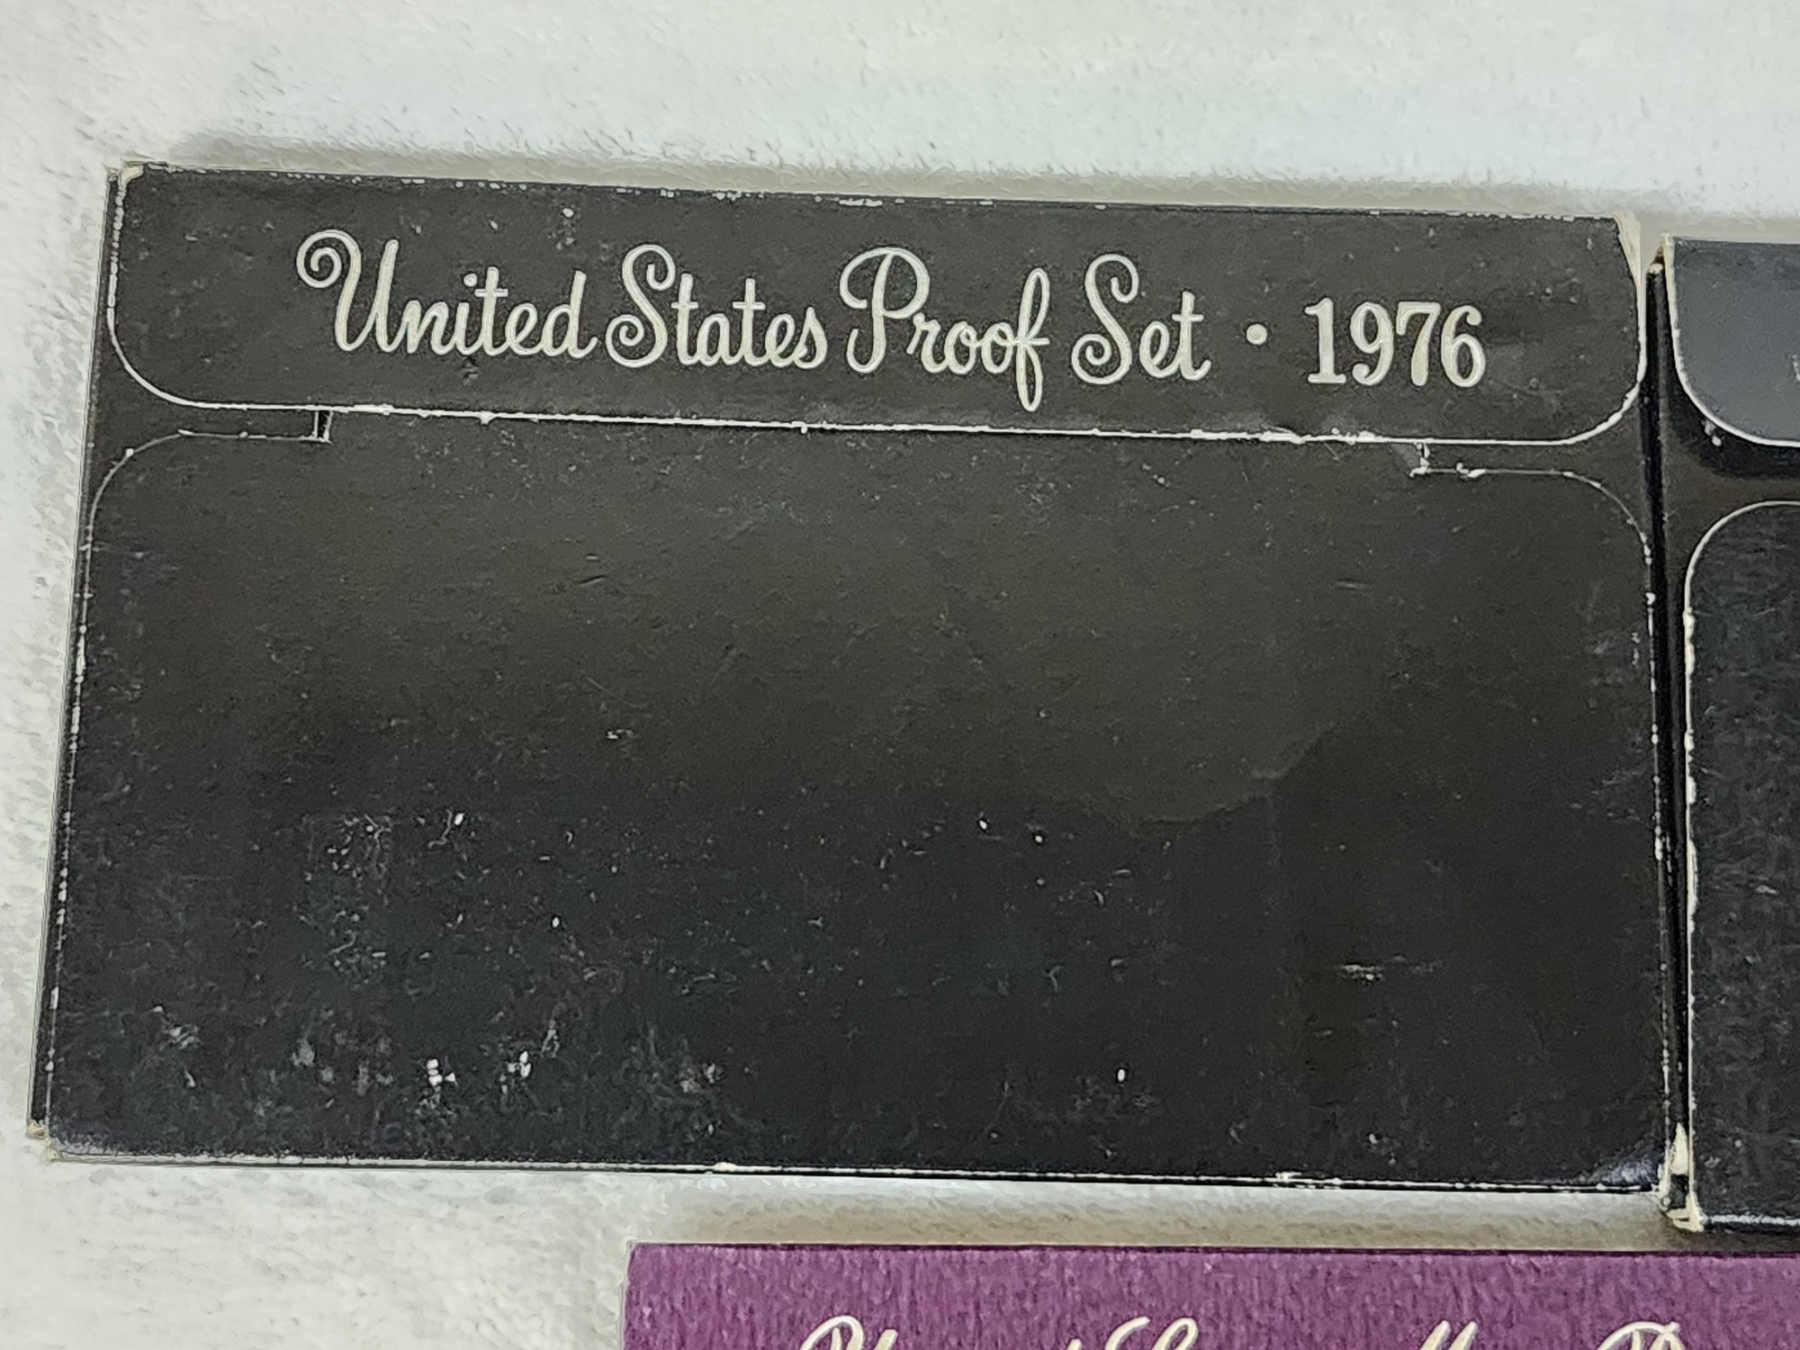 United States Proof Set · 1976